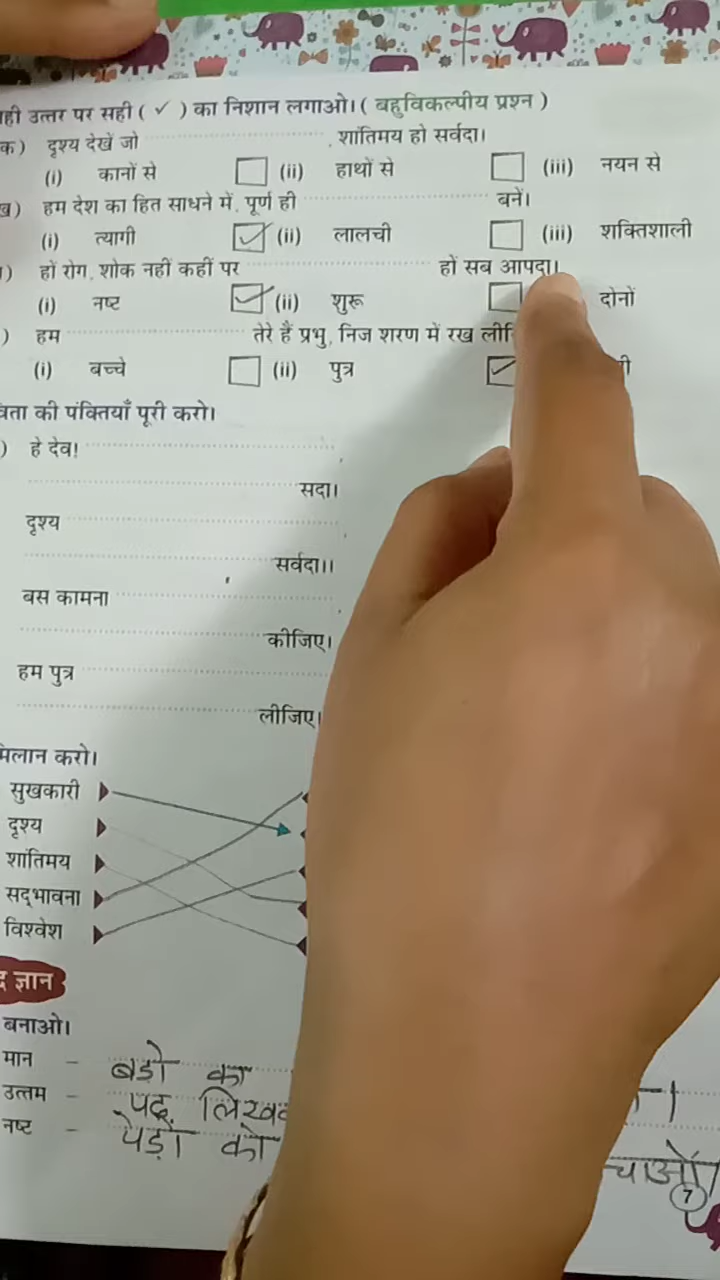 ही उत्तर पर सही ( ✓ ) का निशान लगाओ। ( बहुविकल्पीय प्रश्न )
क) दृश्य देखें जो .................... शांतिमय हो सर्वदा।
(i) कानों से (ii) हाथों से (iii) नयन से
ख) हम देश का हित साधने में, पूर्ण ही .................... बनें।
(i) त्यागी ✓ (ii) लालची (iii) शक्तिशाली
) हों रोग, शोक नहीं कहीं पर .................... हों सब आपदा।
(i) नष्ट ✓ (ii) शुरू दोनों
) हम .................... तेरे हैं प्रभु, निज शरण में रख
(i) बच्चे (ii) पुत्र ✓
की पंक्तियाँ पूरी करो।
) हे देव! ....................
.................... सदा।
दृश्य ....................
.................... सर्वदा।।
बस कामना ....................
.................... कीजिए।
हम पुत्र ....................
.................... लीजिए।
मिलान करो।
सुखकारी
दृश्य
शांतिमय
सद्भावना
विश्वेश
ज्ञान
बनाओ।
मान – बडो का
उत्तम – पद्र लिख
नष्ट – पेड़ो को
7